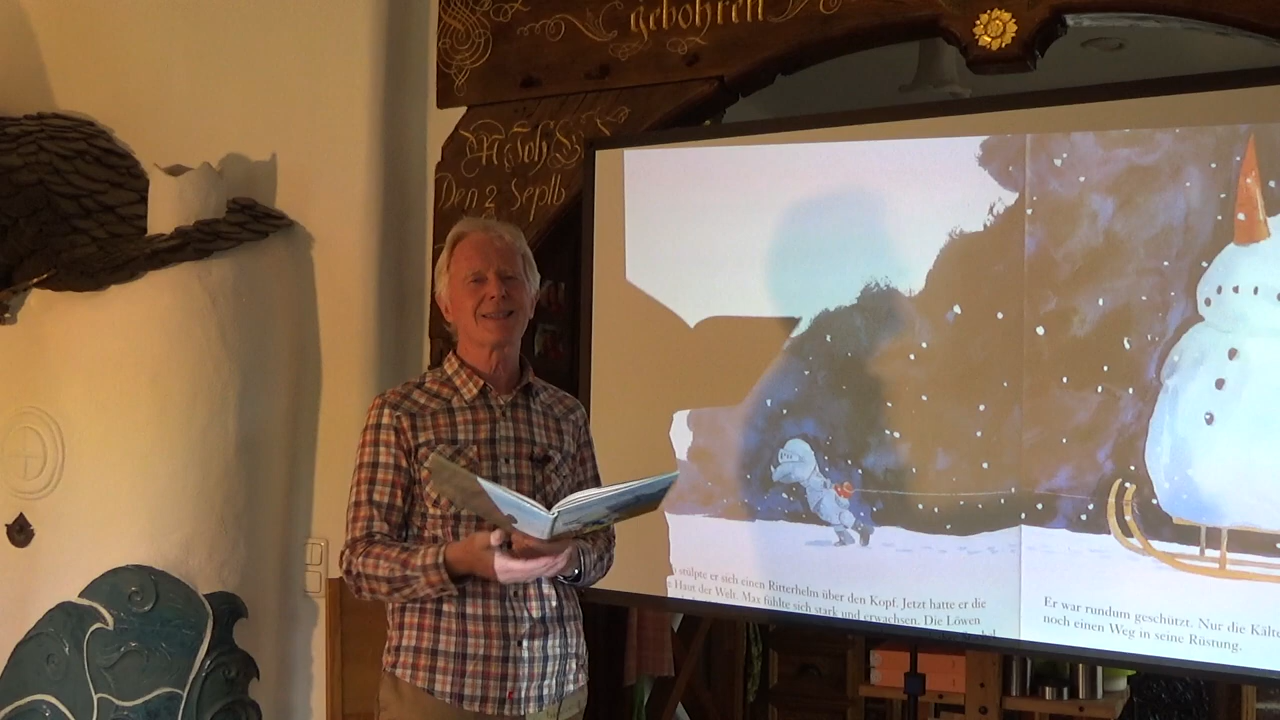 gebohren
M Joh
Den 2 Septb
stülpte er sich einen Ritterhelm über den Kopf. Jetzt hatte er die
Haut der Welt. Max fühlte sich stark und erwachsen. Die Löwen
Er war rundum geschützt. Nur die Kälte
noch einen Weg in seine Rüstung.